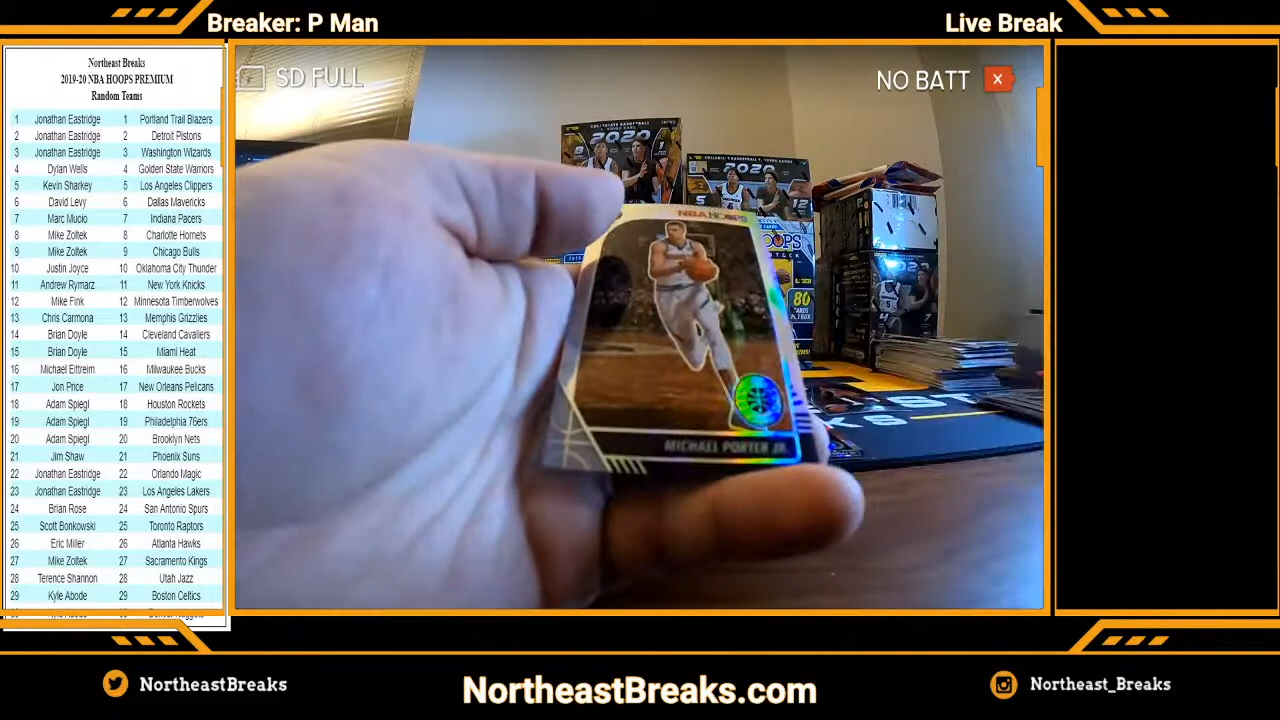 Breaker: P Man
Live Break
Northeast Breaks
2019-20 NBA HOOPS PREMIUM
Random Teams
1 Jonathan Eastridge 1 Portland Trail Blazers
2 Jonathan Eastridge 2 Detroit Pistons
3 Jonathan Eastridge 3 Washington Wizards
4 Dylan Wells 4 Golden State Warriors
5 Kevin Sharkey 5 Los Angeles Clippers
6 David Levy 6 Dallas Mavericks
7 Marc Mucio 7 Indiana Pacers
8 Mike Zoltek 8 Charlotte Hornets
9 Mike Zoltek 9 Chicago Bulls
10 Justin Joyce 10 Oklahoma City Thunder
11 Andrew Rymarz 11 New York Knicks
12 Mike Fink 12 Minnesota Timberwolves
13 Chris Carmona 13 Memphis Grizzlies
14 Brian Doyle 14 Cleveland Cavaliers
15 Brian Doyle 15 Miami Heat
16 Michael Eittreim 16 Milwaukee Bucks
17 Jon Price 17 New Orleans Pelicans
18 Adam Spiegl 18 Houston Rockets
19 Adam Spiegl 19 Philadelphia 76ers
20 Adam Spiegl 20 Brooklyn Nets
21 Jim Shaw 21 Phoenix Suns
22 Jonathan Eastridge 22 Orlando Magic
23 Jonathan Eastridge 23 Los Angeles Lakers
24 Brian Rose 24 San Antonio Spurs
25 Scott Bonkowski 25 Toronto Raptors
26 Eric Miller 26 Atlanta Hawks
27 Mike Zoltek 27 Sacramento Kings
28 Terence Shannon 28 Utah Jazz
29 Kyle Abode 29 Boston Celtics
SD FULL
NO BATT
2020
2020
5
12
NBA HOOPS
OOPS
80
CARDS
MICHAEL PORTER JR.
NortheastBreaks
NortheastBreaks.com
Northeast_Breaks